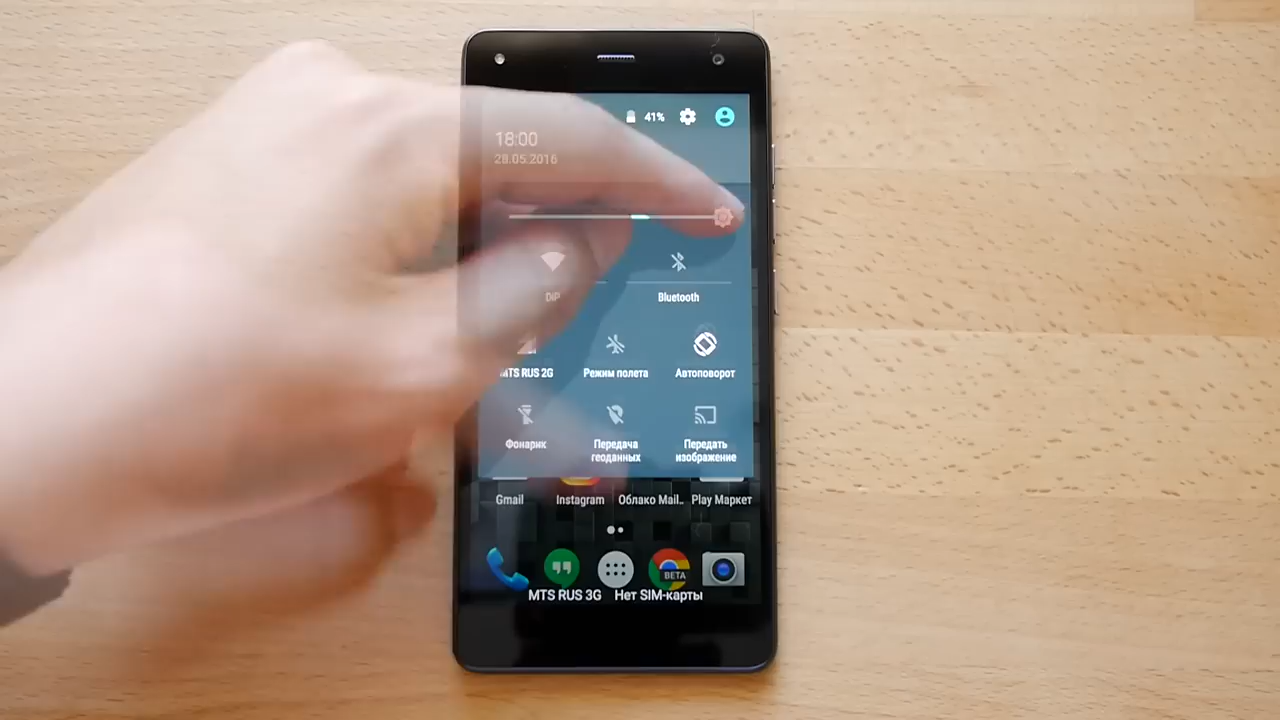 41%
18:00
28.05.2016
DiP
Bluetooth
MTS RUS 2G
Режим полета
Автоповорот
Фонарик
Передача
геоданных
Передать
изображение
Gmail
Instagram
Облако Mail..
Play Маркет
BETA
MTS RUS 3G
Нет SIM-карты